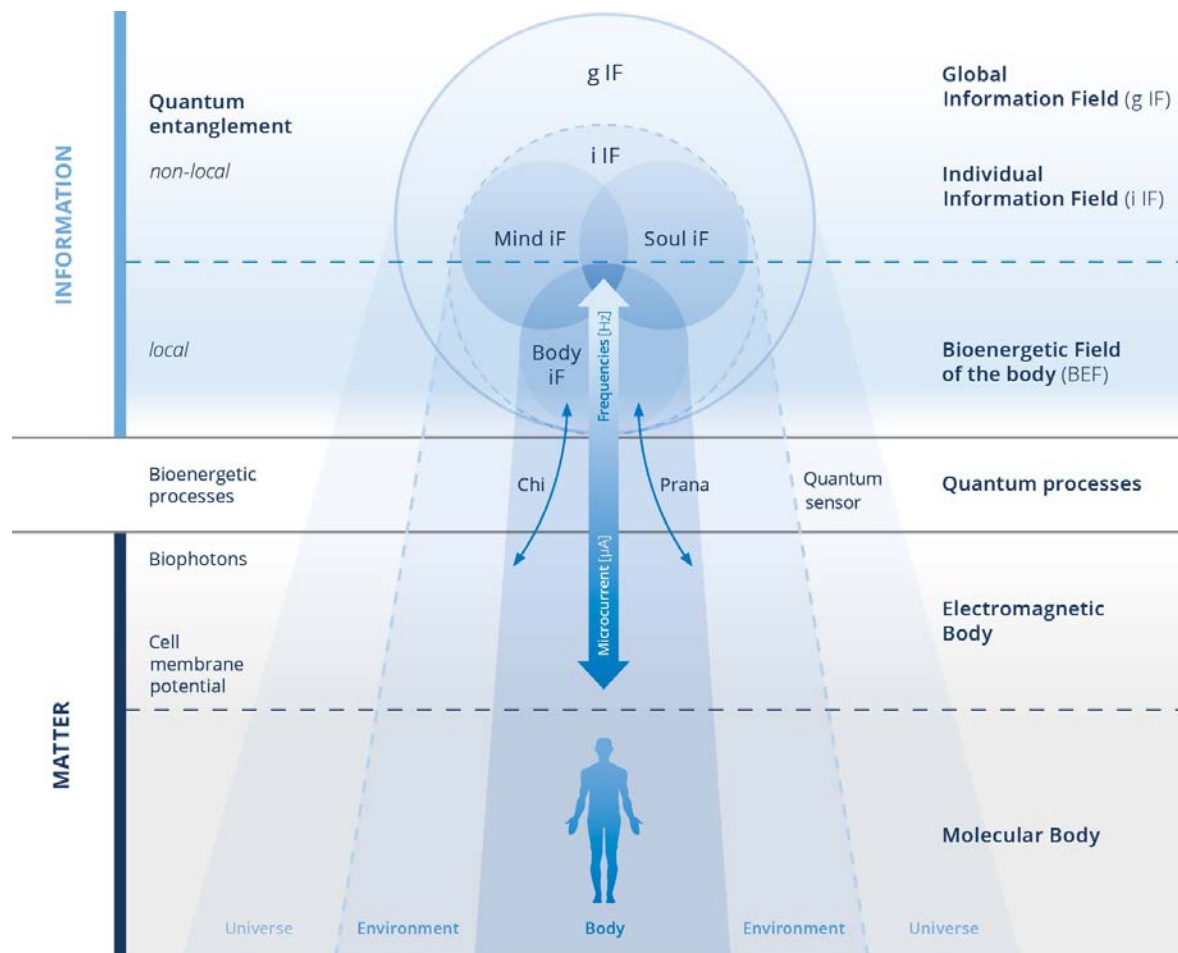 INFORMATION
Quantum
entanglement
non-local
local
g IF
i IF
Mind iF
Soul iF
Body
iF
Frequencies [Hz]
Global
Information Field (g IF)
Individual
Information Field (i IF)
Bioenergetic Field
of the body (BEF)
Bioenergetic
processes
Chi
Prana
Quantum
sensor
Quantum processes
MATTER
Biophotons
Cell
membrane
potential
Microcurrent [µA]
Electromagnetic
Body
Molecular Body
Universe
Environment
Body
Environment
Universe